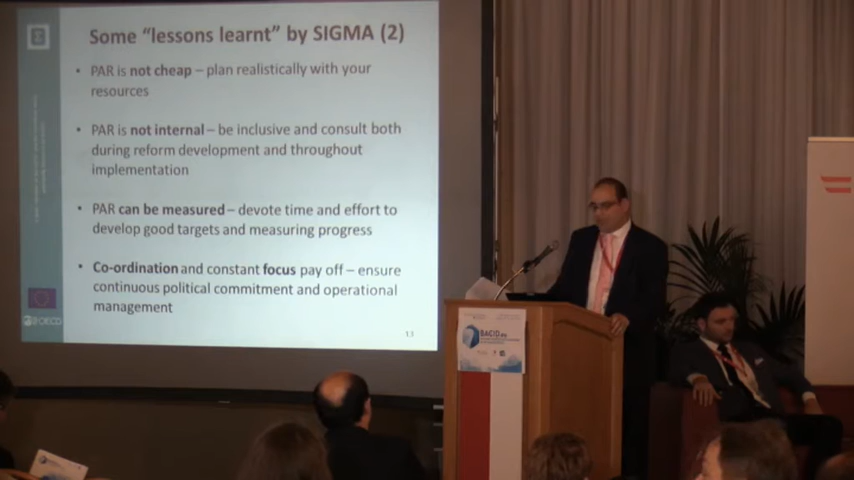 Some “lessons learnt” by SIGMA (2)
• PAR is not cheap – plan realistically with your
resources
• PAR is not internal – be inclusive and consult both
during reform development and throughout
implementation
• PAR can be measured – devote time and effort to
develop good targets and measuring progress
• Co-ordination and constant focus pay off – ensure
continuous political commitment and operational
management
OECD
13
BACID